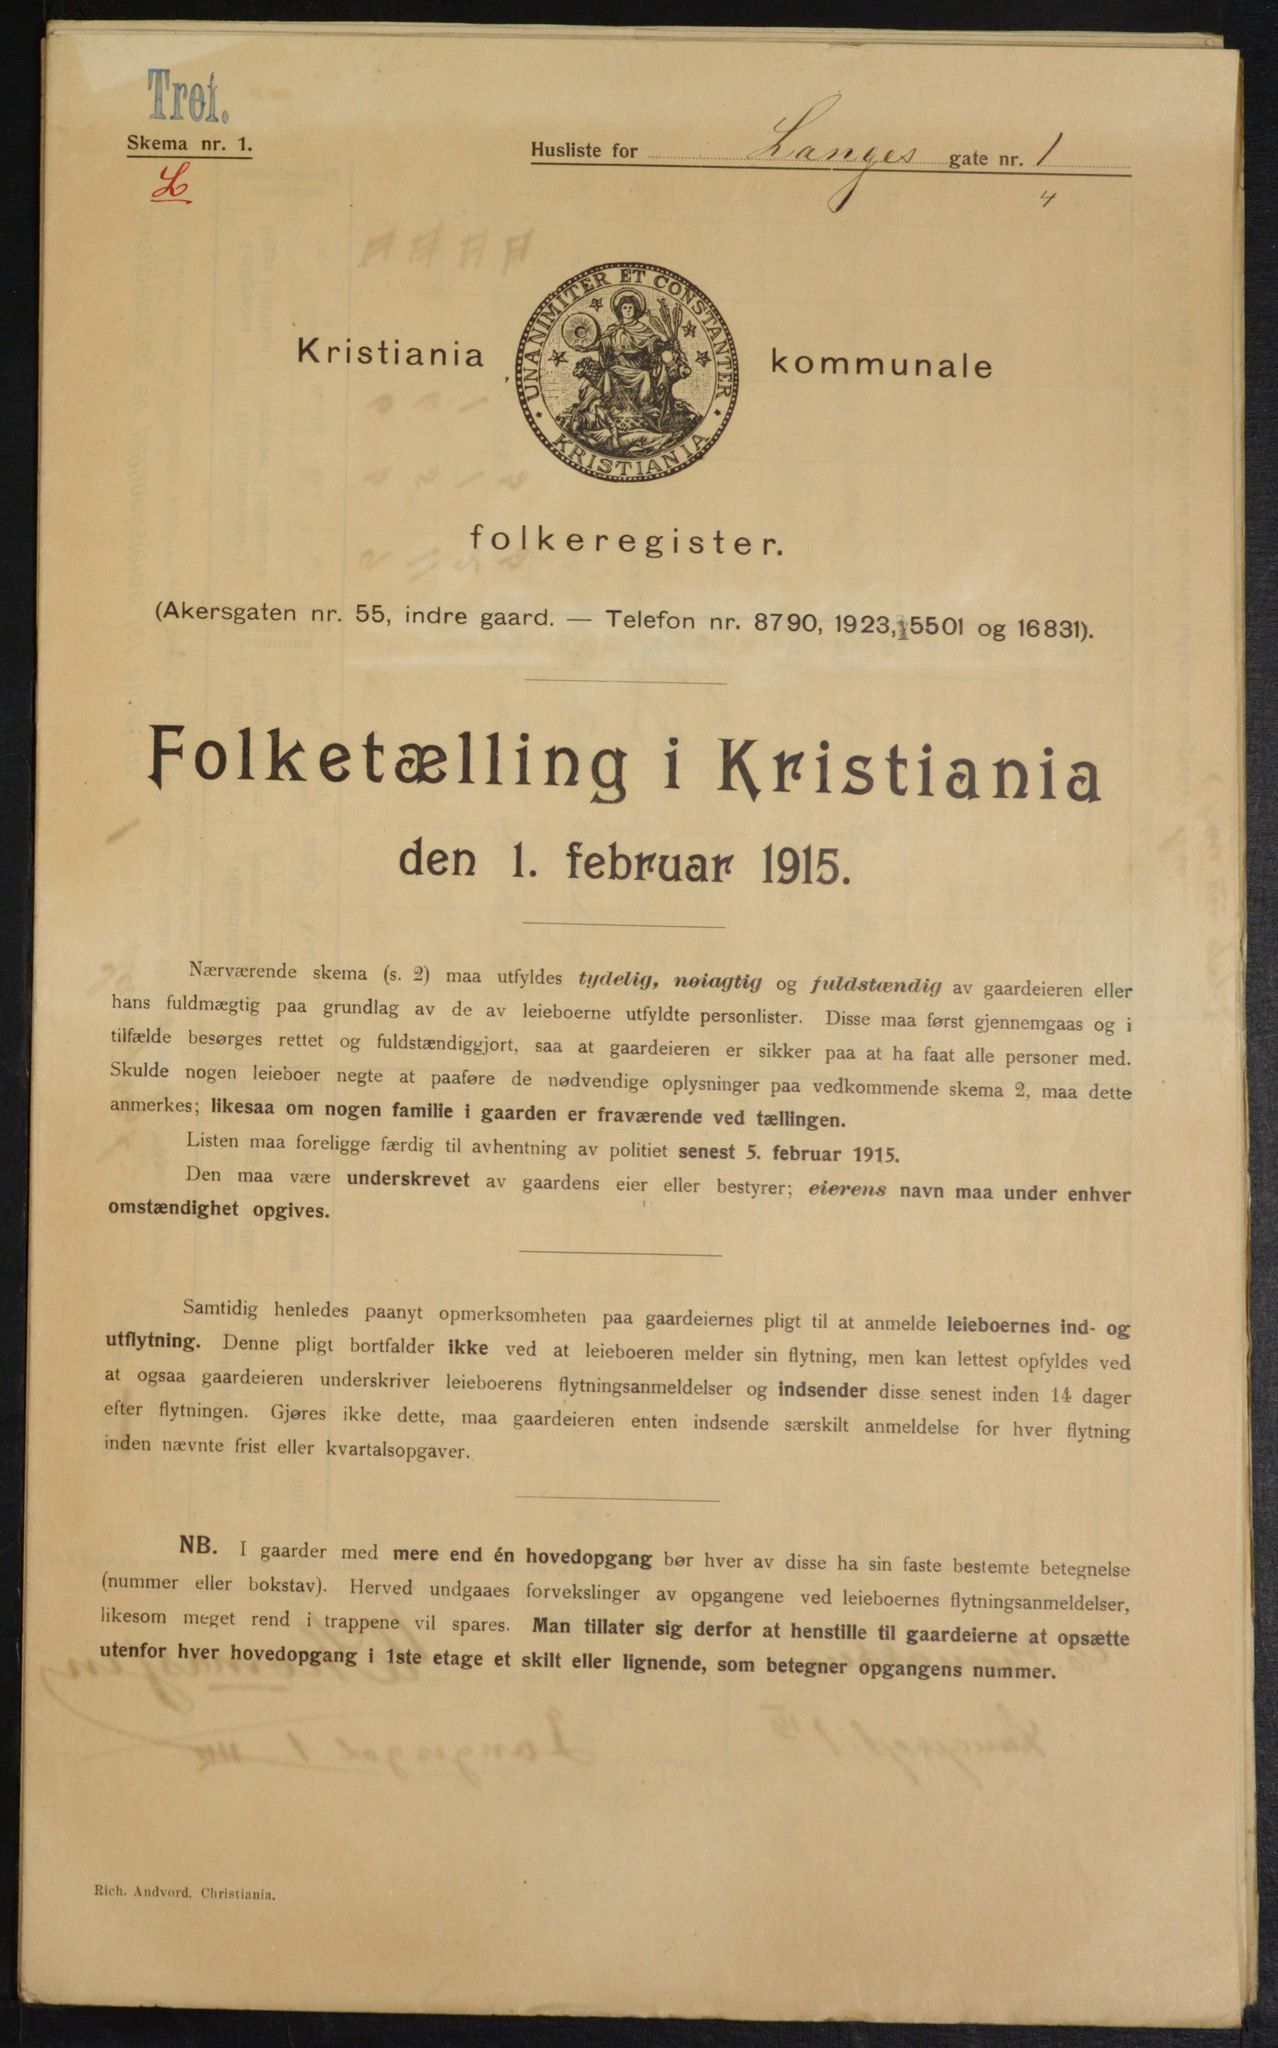 Tref.
Skema nr. 1.
L
Husliste for Langes gate nr. 1
4
Kristiania kommunale
UNANIMITER ET CONSTANTER
KRISTIANIA
folkeregister.
(Akersgaten nr. 55, indre gaard. — Telefon nr. 8790, 1923, 5501 og 16831).
Folketælling i Kristiania
den 1. februar 1915.
Nærværende skema (s. 2) maa utfyldes tydelig, nøiagtig og fuldstændig av gaardeieren eller
hans fuldmægtig paa grundlag av de av leieboerne utfyldte personlister. Disse maa først gjennemgaas og i
tilfælde besørges rettet og fuldstændiggjort, saa at gaardeieren er sikker paa at ha faat alle personer med.
Skulde nogen leieboer negte at paaføre de nødvendige oplysninger paa vedkommende skema 2, maa dette
anmerkes; likesaa om nogen familie i gaarden er fraværende ved tællingen.
Listen maa foreligge færdig til avhentning av politiet senest 5. februar 1915.
Den maa være underskrevet av gaardens eier eller bestyrer; eierens navn maa under enhver
omstændighet opgives.
Samtidig henledes paanyt opmerksomheten paa gaardeiernes pligt til at anmelde leieboernes ind- og
utflytning. Denne pligt bortfalder ikke ved at leieboeren melder sin flytning, men kan lettest opfyldes ved
at ogsaa gaardeieren underskriver leieboerens flytningsanmeldelser og indsender disse senest inden 14 dager
efter flytningen. Gjøres ikke dette, maa gaardeieren enten indsende særskilt anmeldelse for hver flytning
inden nævnte frist eller kvartalsopgaver.
NB. I gaarder med mere end én hovedopgang bør hver av disse ha sin faste bestemte betegnelse
(nummer eller bokstav). Herved undgaaes forvekslinger av opgangene ved leieboernes flytningsanmeldelser,
likesom meget rend i trappene vil spares. Man tillater sig derfor at henstille til gaardeierne at opsætte
utenfor hver hovedopgang i 1ste etage et skilt eller lignende, som betegner opgangens nummer.
Rich. Andvord, Christiania.